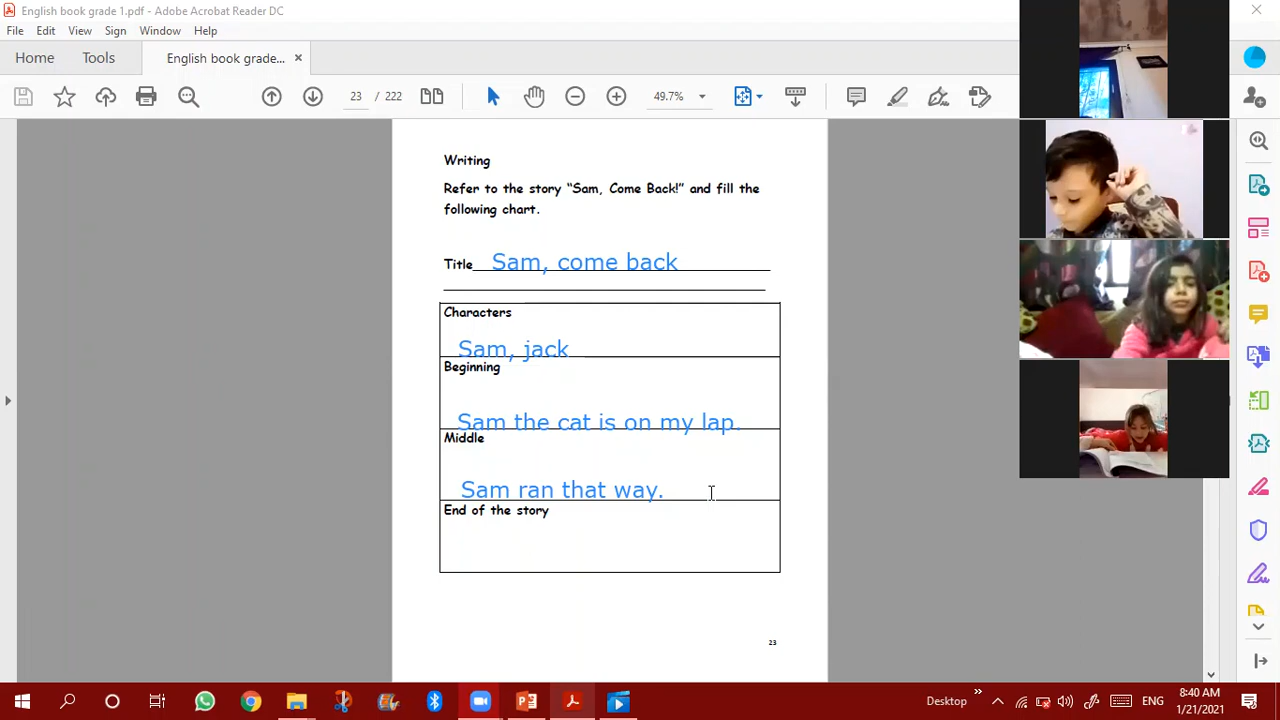 English book grade 1.pdf - Adobe Acrobat Reader DC
File Edit View Sign Window Help
Home Tools English book grade...
23 / 222 49.7%
Writing
Refer to the story “Sam, Come Back!” and fill the
following chart.
Title Sam, come back
Characters
Sam, jack
Beginning
Sam the cat is on my lap.
Middle
Sam ran that way.
End of the story
23
Desktop ENG 8:40 AM
1/21/2021